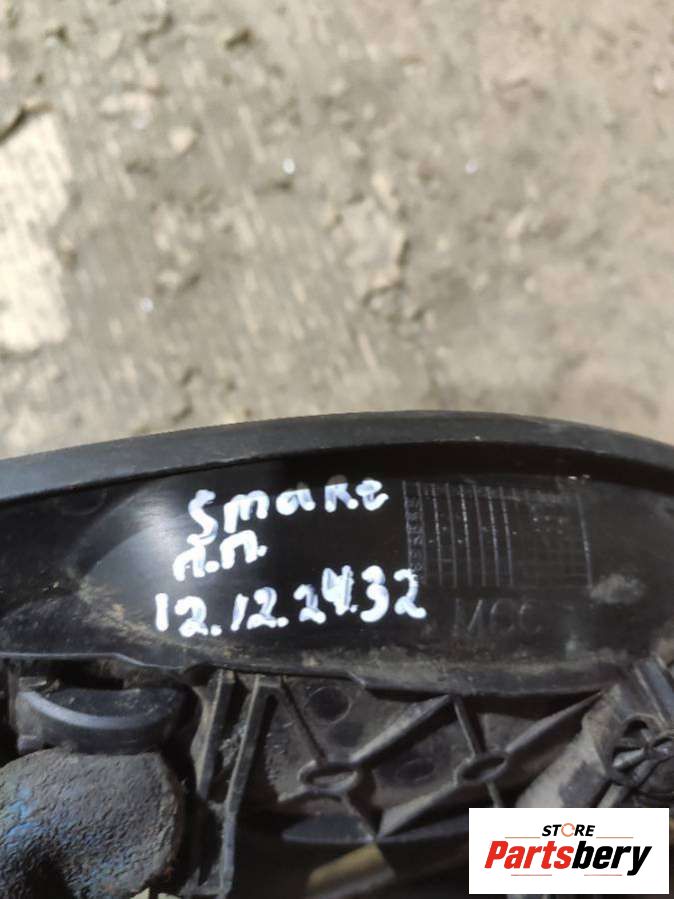 Smart
п.п.
12.12.24.32
MCC
STORE
Partsbery